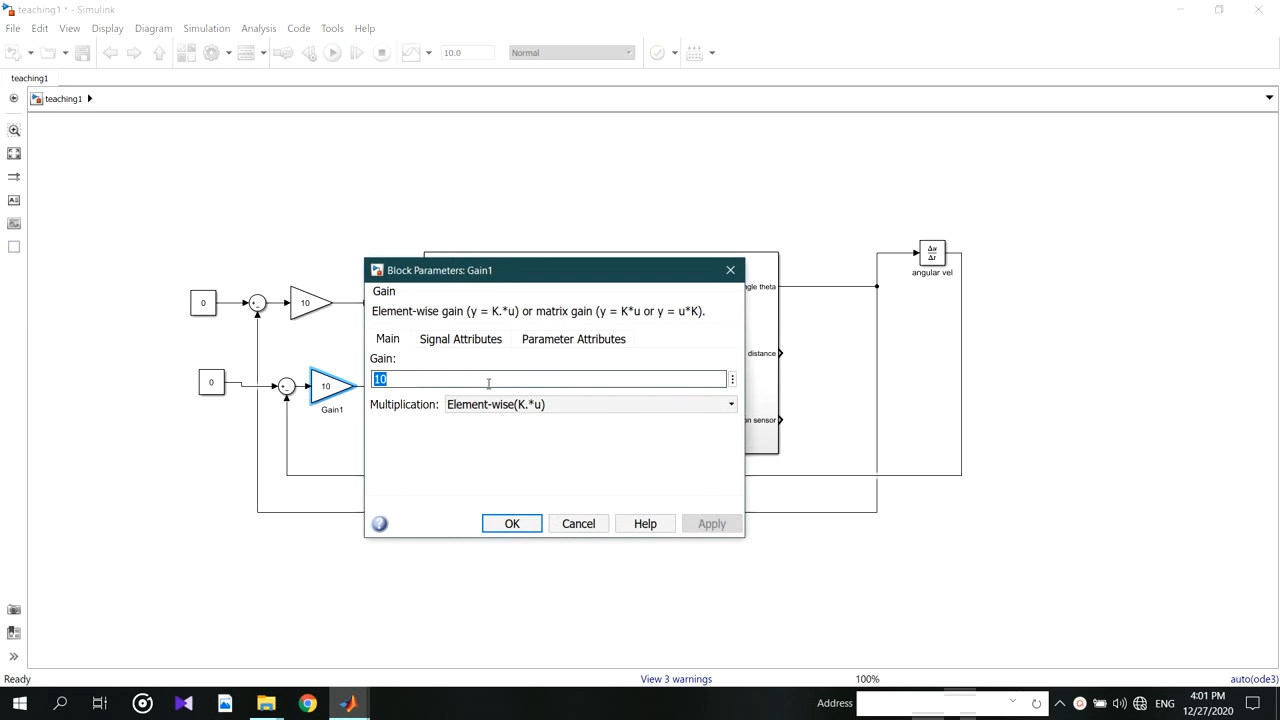 teaching1 * - Simulink
File Edit View Display Diagram Simulation Analysis Code Tools Help
10.0 Normal
teaching1
teaching1
Δu
Δt
angular vel
Block Parameters: Gain1
Gain
Element-wise gain (y = K.*u) or matrix gain (y = K*u or y = u*K).
Main Signal Attributes Parameter Attributes
Gain:
10
Multiplication: Element-wise(K.*u)
OK Cancel Help Apply
0 10
gle theta
distance
0 10
Gain1
on sensor
Ready View 3 warnings 100% auto(ode3)
Address ENG 4:01 PM
12/27/2020